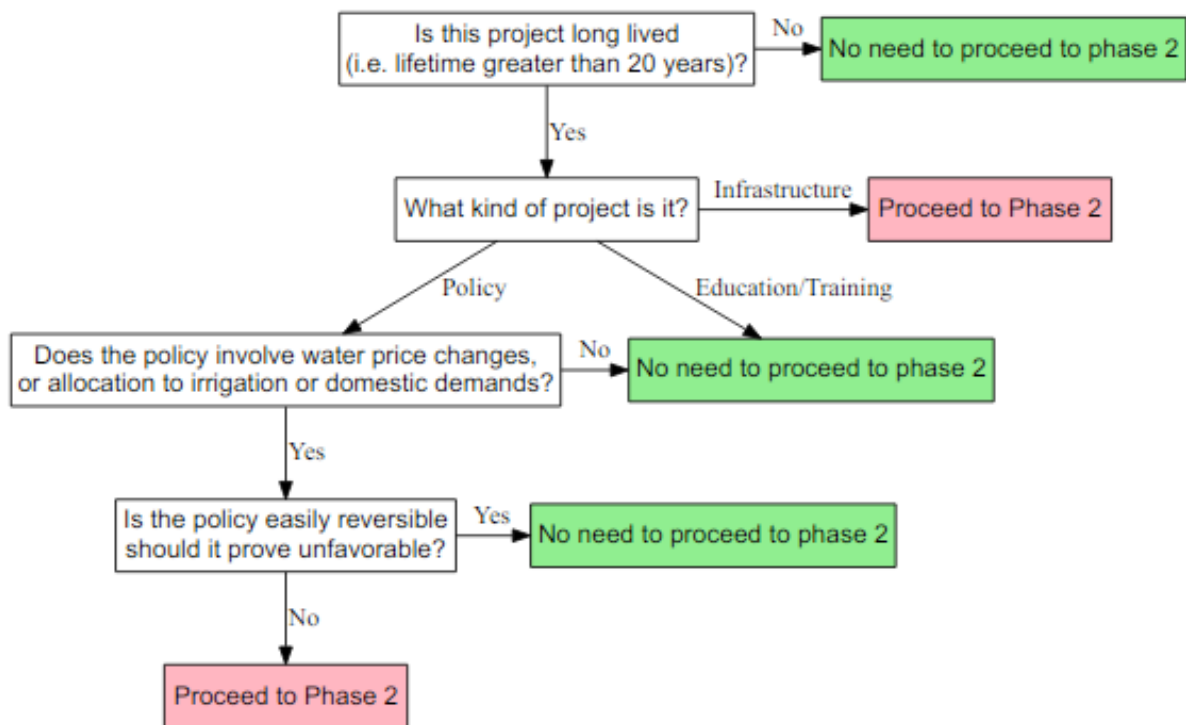 Is this project long lived
(i.e. lifetime greater than 20 years)?
No
No need to proceed to phase 2
Yes
What kind of project is it?
Infrastructure
Proceed to Phase 2
Policy
Education/Training
Does the policy involve water price changes,
or allocation to irrigation or domestic demands?
No
No need to proceed to phase 2
Yes
Is the policy easily reversible
should it prove unfavorable?
Yes
No need to proceed to phase 2
No
Proceed to Phase 2